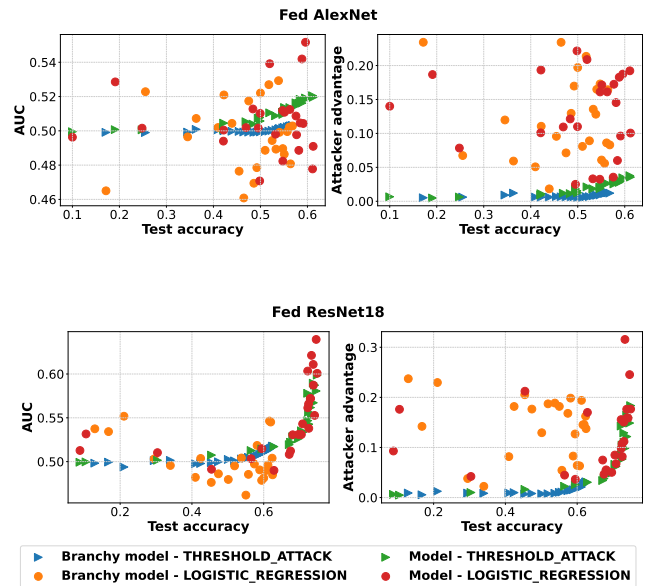 Fed AlexNet
AUC
0.54
0.52
0.50
0.48
0.46
0.1 0.2 0.3 0.4 0.5 0.6
Test accuracy
Attacker advantage
0.20
0.15
0.10
0.05
0.00
0.1 0.2 0.3 0.4 0.5 0.6
Test accuracy
Fed ResNet18
AUC
0.60
0.55
0.50
0.2 0.4 0.6
Test accuracy
Attacker advantage
0.3
0.2
0.1
0.0
0.2 0.4 0.6
Test accuracy
Branchy model - THRESHOLD_ATTACK
Branchy model - LOGISTIC_REGRESSION
Model - THRESHOLD_ATTACK
Model - LOGISTIC_REGRESSION